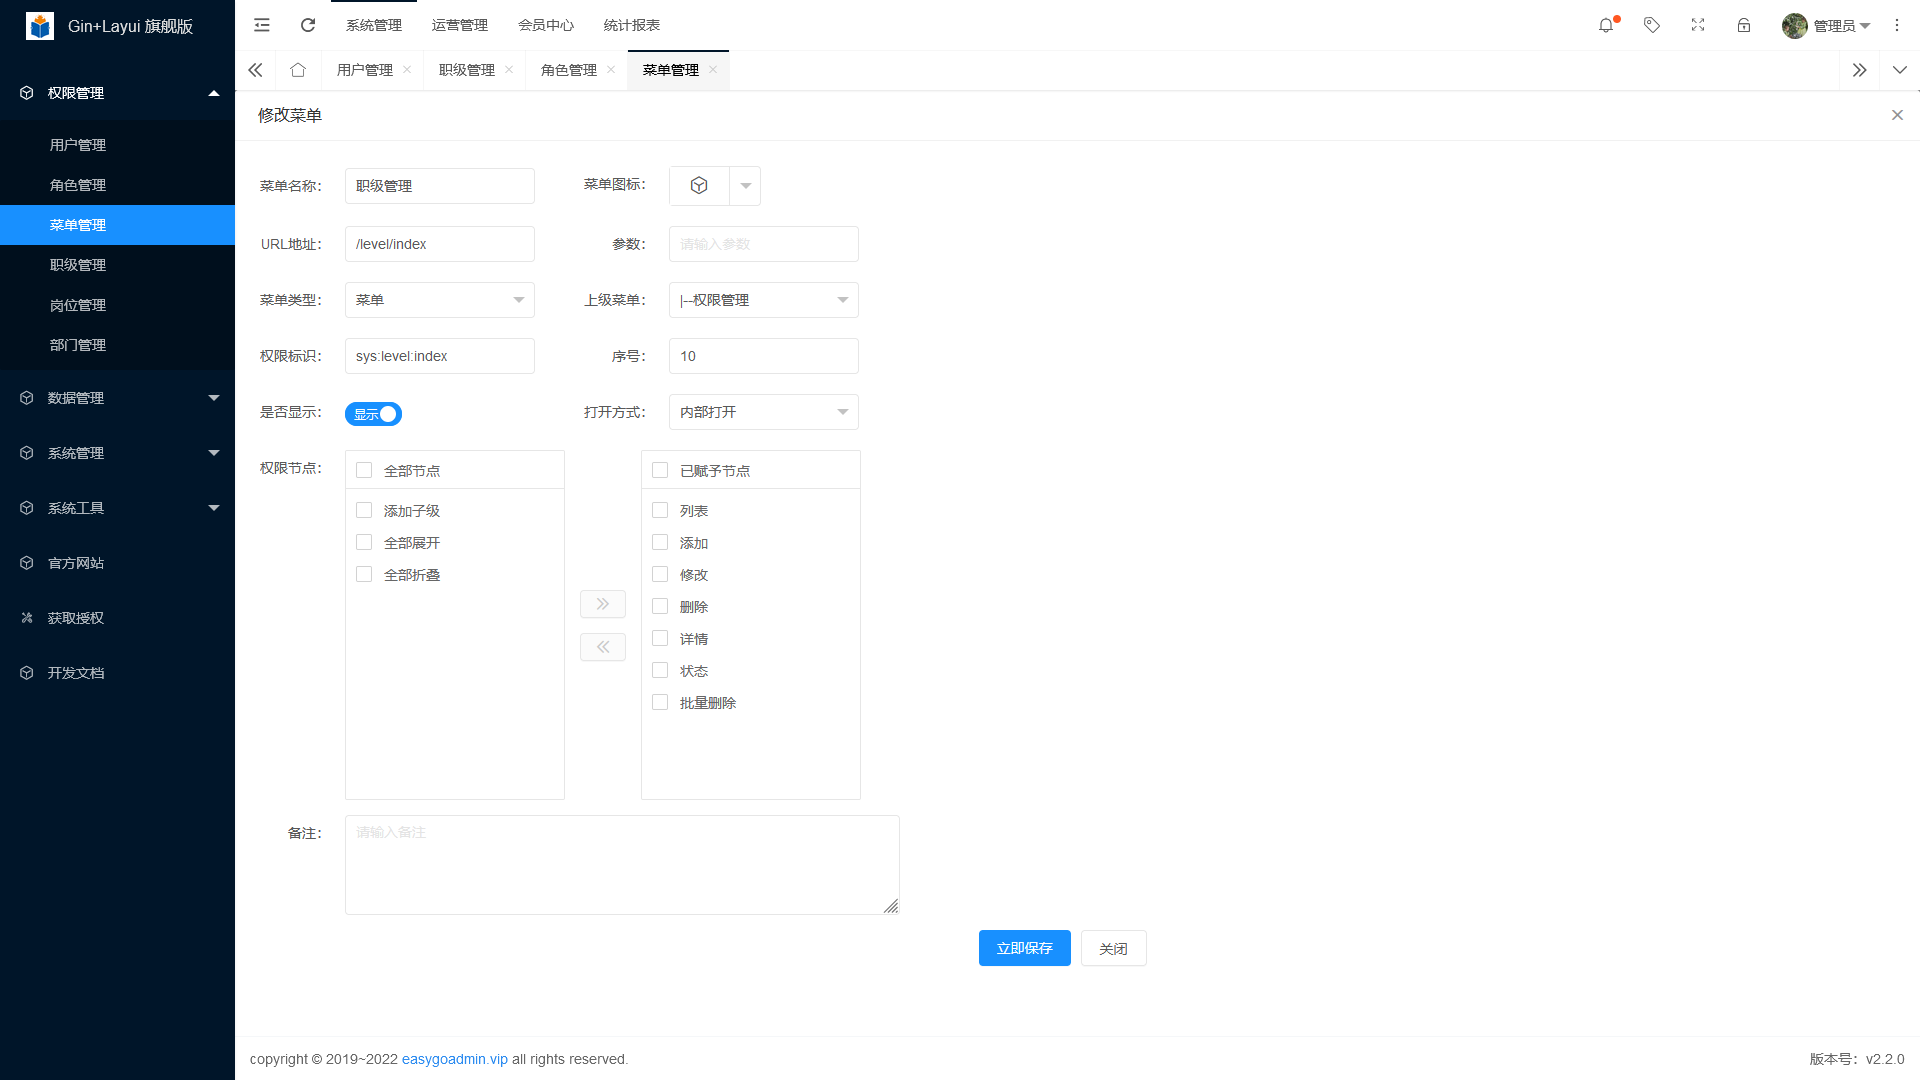 Gin+Layui 旗舰版
系统管理 运营管理 会员中心 统计报表
管理员
用户管理 职级管理 角色管理 菜单管理
权限管理
用户管理
角色管理
菜单管理
职级管理
岗位管理
部门管理
数据管理
系统管理
系统工具
官方网站
获取授权
开发文档
修改菜单
菜单名称： 职级管理 菜单图标：
URL地址： /level/index 参数： 请输入参数
菜单类型： 菜单 上级菜单： |--权限管理
权限标识： sys:level:index 序号： 10
是否显示： 显示 打开方式： 内部打开
权限节点： 全部节点 已赋予节点
添加子级 列表
全部展开 添加
全部折叠 修改
删除
详情
状态
批量删除
备注： 请输入备注
立即保存 关闭
copyright © 2019~2022 easygoadmin.vip all rights reserved.
版本号：v2.2.0